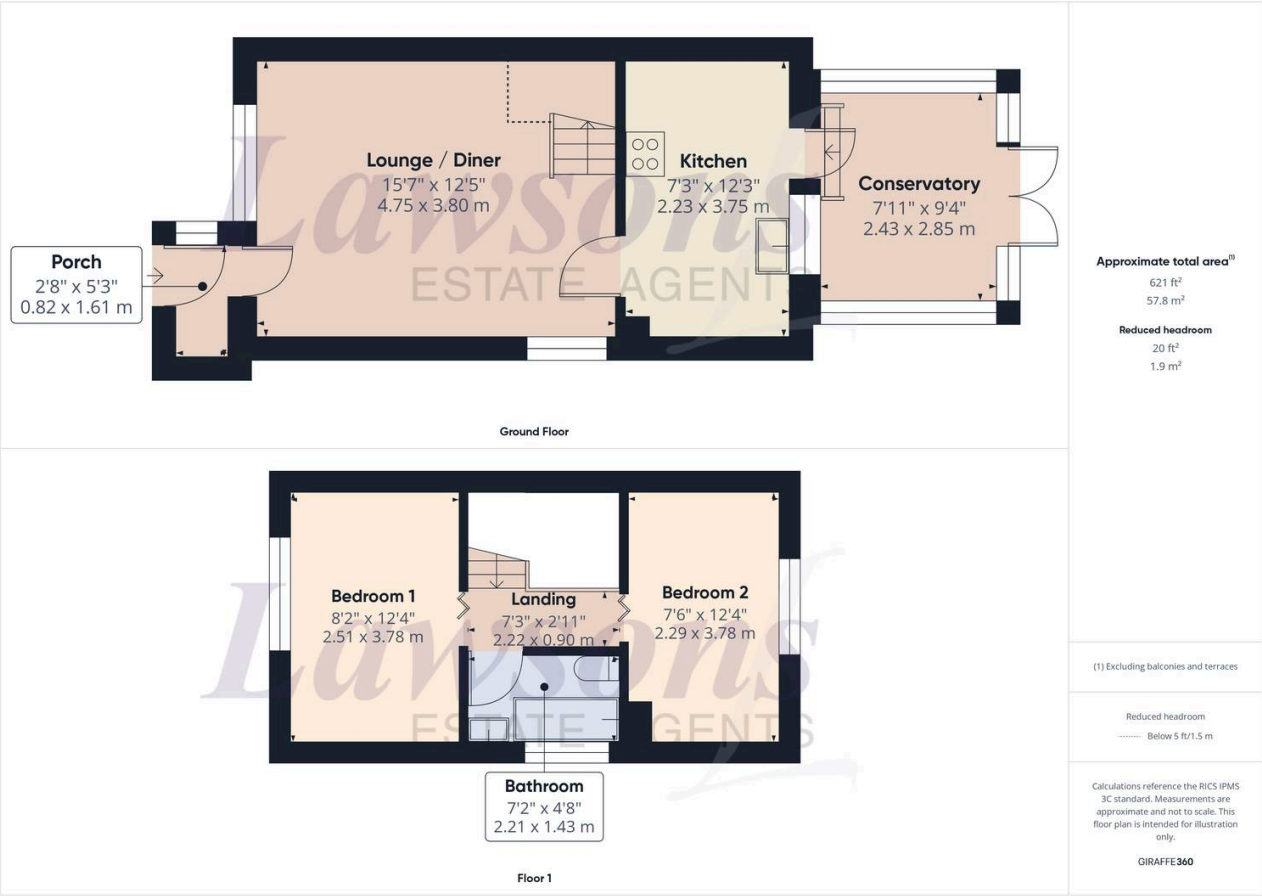 Lounge / Diner
15'7" x 12'5"
4.75 x 3.80 m
Kitchen
7'3" x 12'3"
2.23 x 3.75 m
Conservatory
7'11" x 9'4"
2.43 x 2.85 m
Porch
2'8" x 5'3"
0.82 x 1.61 m
Lawsons
ESTATE AGENTS
Ground Floor
Bedroom 1
8'2" x 12'4"
2.51 x 3.78 m
Landing
7'3" x 2'11"
2.22 x 0.90 m
Bedroom 2
7'6" x 12'4"
2.29 x 3.78 m
Lawsons
ESTATE AGENTS
Bathroom
7'2" x 4'8"
2.21 x 1.43 m
Floor 1
Approximate total area(1)
621 ft²
57.8 m²
Reduced headroom
20 ft²
1.9 m²
(1) Excluding balconies and terraces
Reduced headroom
Below 5 ft/1.5 m
Calculations reference the RICS IPMS
3C standard. Measurements are
approximate and not to scale. This
floor plan is intended for illustration
only.
GIRAFFE360